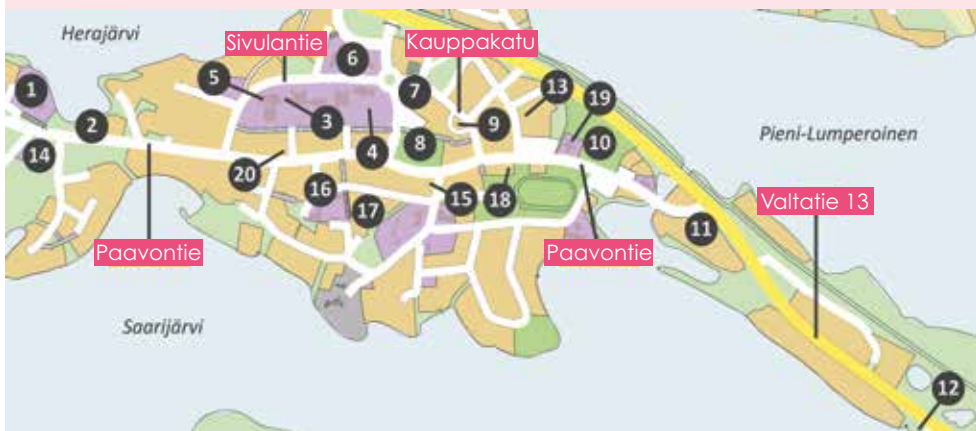 Herajärvi
Sivulantie
Kauppakatu
6
5
7
13
19
1
3
4
9
2
8
10
Pieni-Lumperoinen
14
20
16
17
15
18
11
Valtatie 13
Paavontie
Paavontie
Saarijärvi
12